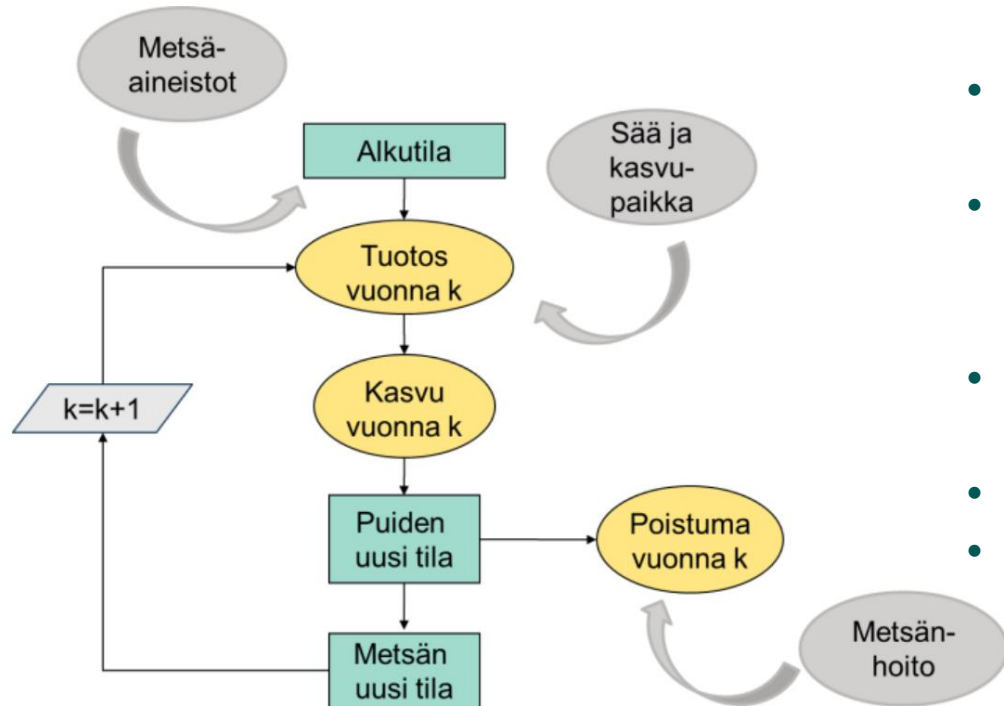 Metsä-
aineistot
Alkutila
Sää ja
kasvu-
paikka
Tuotos
vuonna k
k=k+1
Kasvu
vuonna k
Puiden
uusi tila
Poistuma
vuonna k
Metsän
uusi tila
Metsän-
hoito